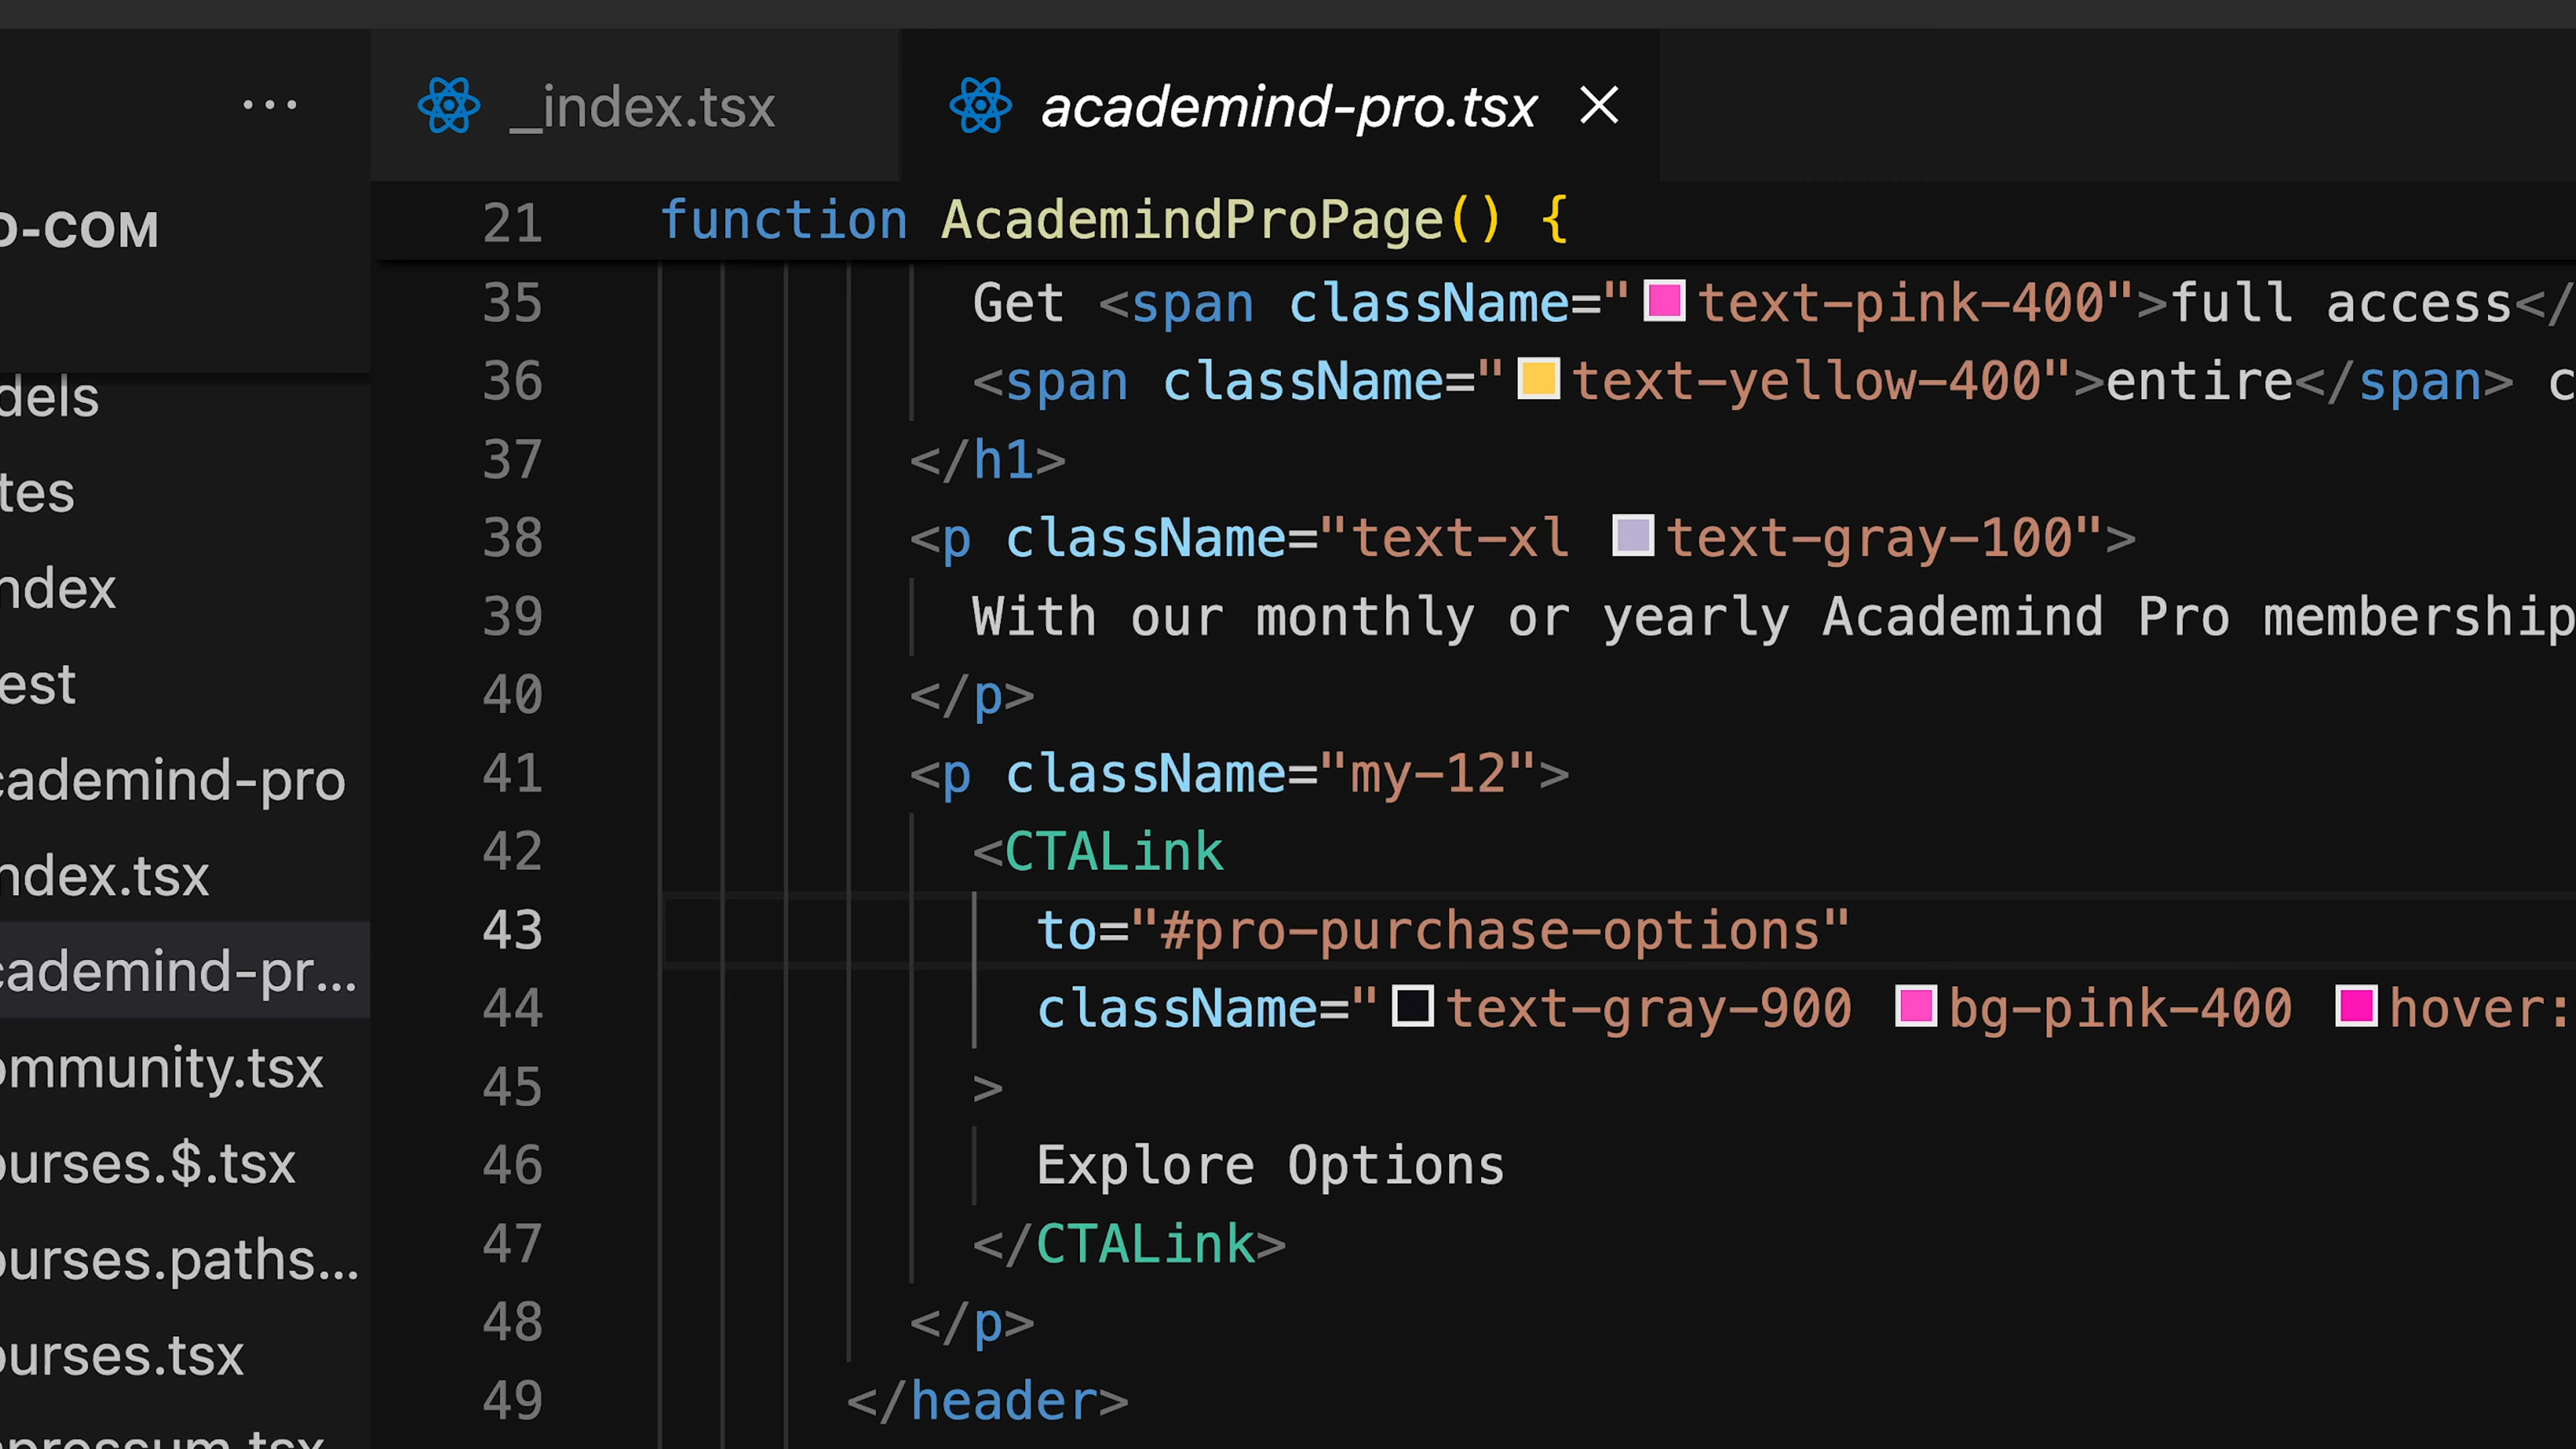 ...
_index.tsx
academind-pro.tsx
D-COM
dels
tes
ndex
est
cademind-pro
ndex.tsx
cademind-pr...
ommunity.tsx
ourses.$.tsx
ourses.paths...
ourses.tsx
21 function AcademindProPage() {
35 Get <span className="text-pink-400">full access</
36 <span className="text-yellow-400">entire</span> c
37 </h1>
38 <p className="text-xl text-gray-100">
39 With our monthly or yearly Academind Pro membership
40 </p>
41 <p className="my-12">
42 <CTALink
43 to="#pro-purchase-options"
44 className="text-gray-900 bg-pink-400 hover:
45 >
46 Explore Options
47 </CTALink>
48 </p>
49 </header>